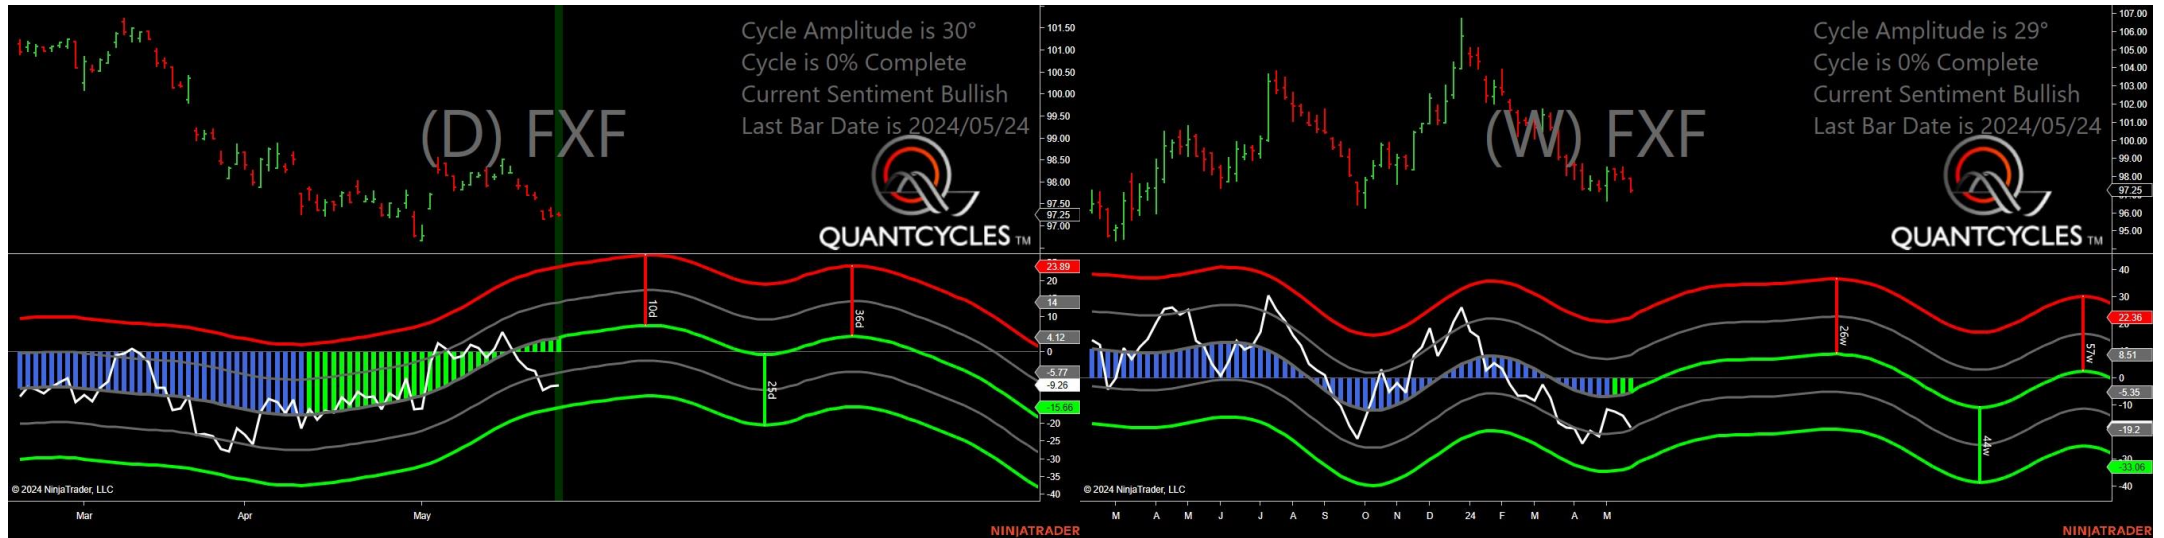 Cycle Amplitude is 30°
Cycle is 0% Complete
Current Sentiment Bullish
Last Bar Date is 2024/05/24
(D) FXF
QUANTCYCLES TM
101.50
101.00
100.50
100.00
99.50
99.00
98.50
98.00
97.50
97.25
97.00
23.89
20
14
10
4.12
0
-5.77
-9.26
-15.66
-20
-25
-30
-35
-40
10d
25d
36d
© 2024 NinjaTrader, LLC
Mar
Apr
May
NINJATRADER
Cycle Amplitude is 29°
Cycle is 0% Complete
Current Sentiment Bullish
Last Bar Date is 2024/05/24
(W) FXF
QUANTCYCLES TM
107.00
106.00
105.00
104.00
103.00
102.00
101.00
100.00
99.00
98.00
97.25
96.00
95.00
40
30
22.36
8.51
0
-5.35
-10
-19.2
-33.06
-40
26w
44w
57w
© 2024 NinjaTrader, LLC
M A M J J A S O N D 24 F M A M
NINJATRADER